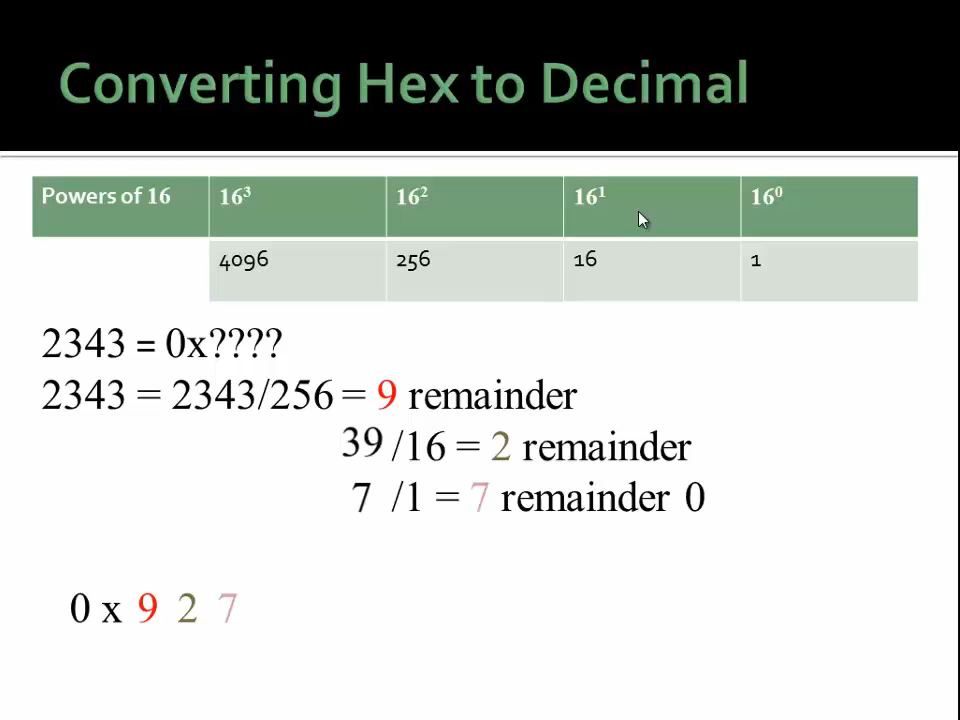 Converting Hex to Decimal
Powers of 16 16³ 16² 16¹ 16⁰
4096 256 16 1
2343 = 0x????
2343 = 2343/256 = 9 remainder
39 /16 = 2 remainder
7 /1 = 7 remainder 0
0 x 9 2 7